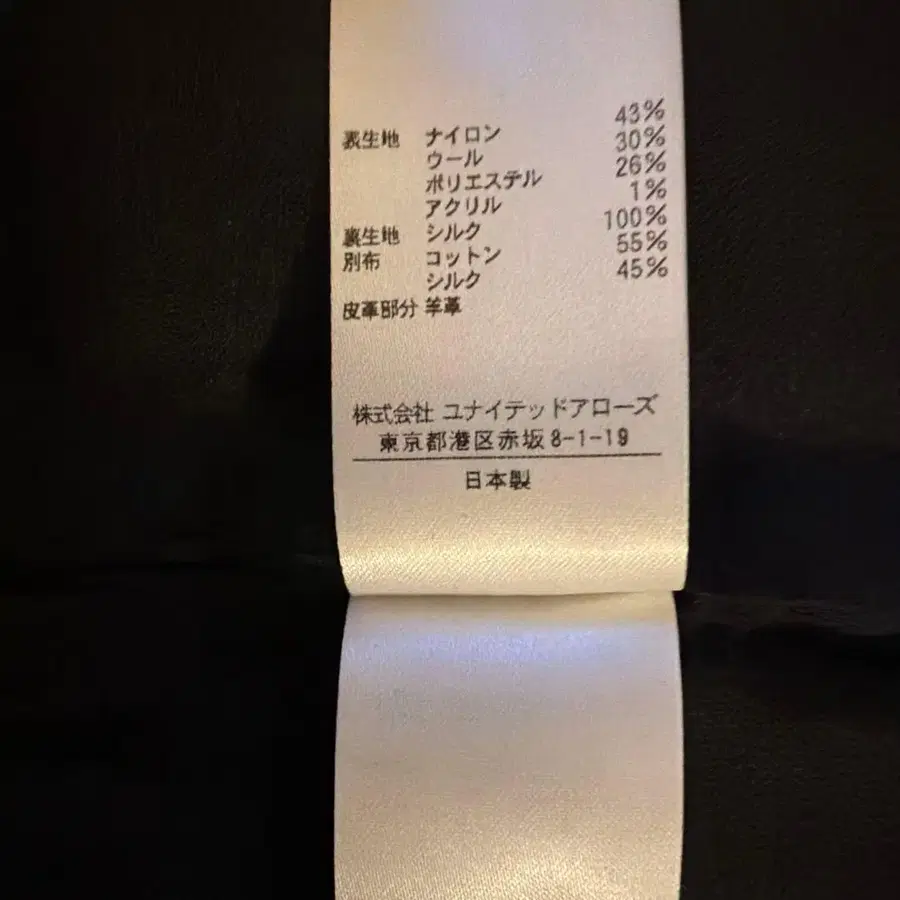 表生地 ナイロン 43%
ウール 30%
ポリエステル 26%
アクリル 1%
裏生地 シルク 100%
別布 コットン 55%
シルク 45%
皮革部分 羊革
株式会社 ユナイテッドアローズ
東京都港区赤坂8-1-19
日本製